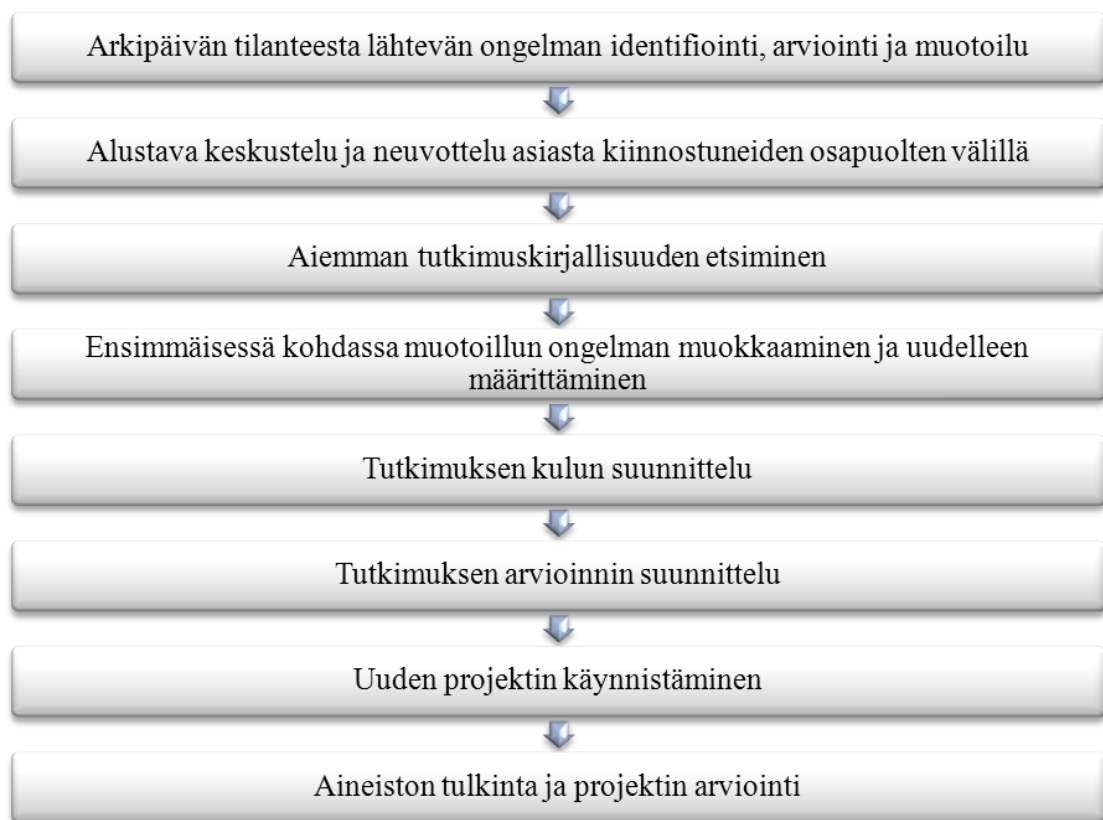 Arkipäivän tilanteesta lähtevän ongelman identifiointi, arviointi ja muotoilu
Alustava keskustelu ja neuvottelu asiasta kiinnostuneiden osapuolten välillä
Aiemman tutkimuskirjallisuuden etsiminen
Ensimmäisessä kohdassa muotoillun ongelman muokkaaminen ja uudelleen
määrittäminen
Tutkimuksen kulun suunnittelu
Tutkimuksen arvioinnin suunnittelu
Uuden projektin käynnistäminen
Aineiston tulkinta ja projektin arviointi